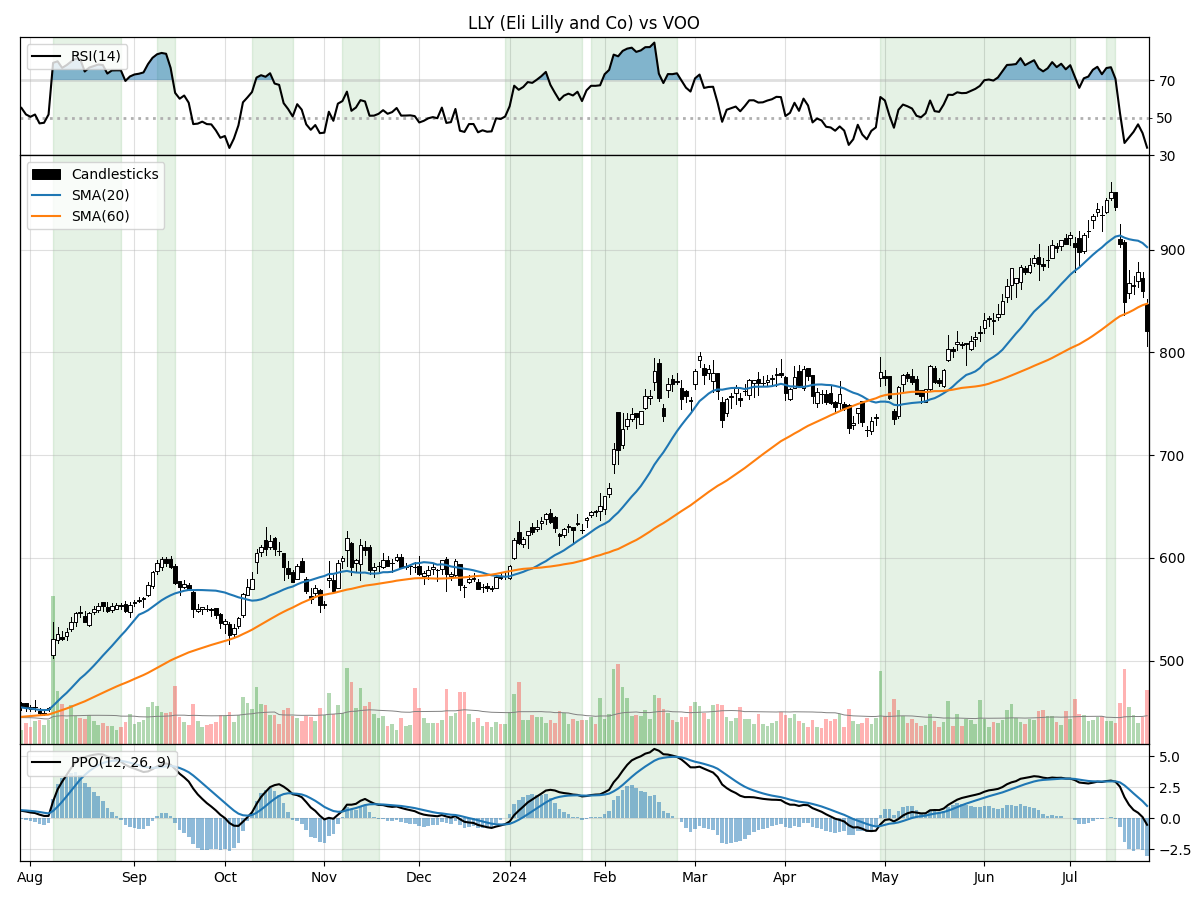 LLY (Eli Lilly and Co) vs VOO
RSI(14)
70
50
30
Candlesticks
SMA(20)
SMA(60)
900
800
700
600
500
PPO(12, 26, 9)
5.0
2.5
0.0
−2.5
Aug Sep Oct Nov Dec 2024 Feb Mar Apr May Jun Jul